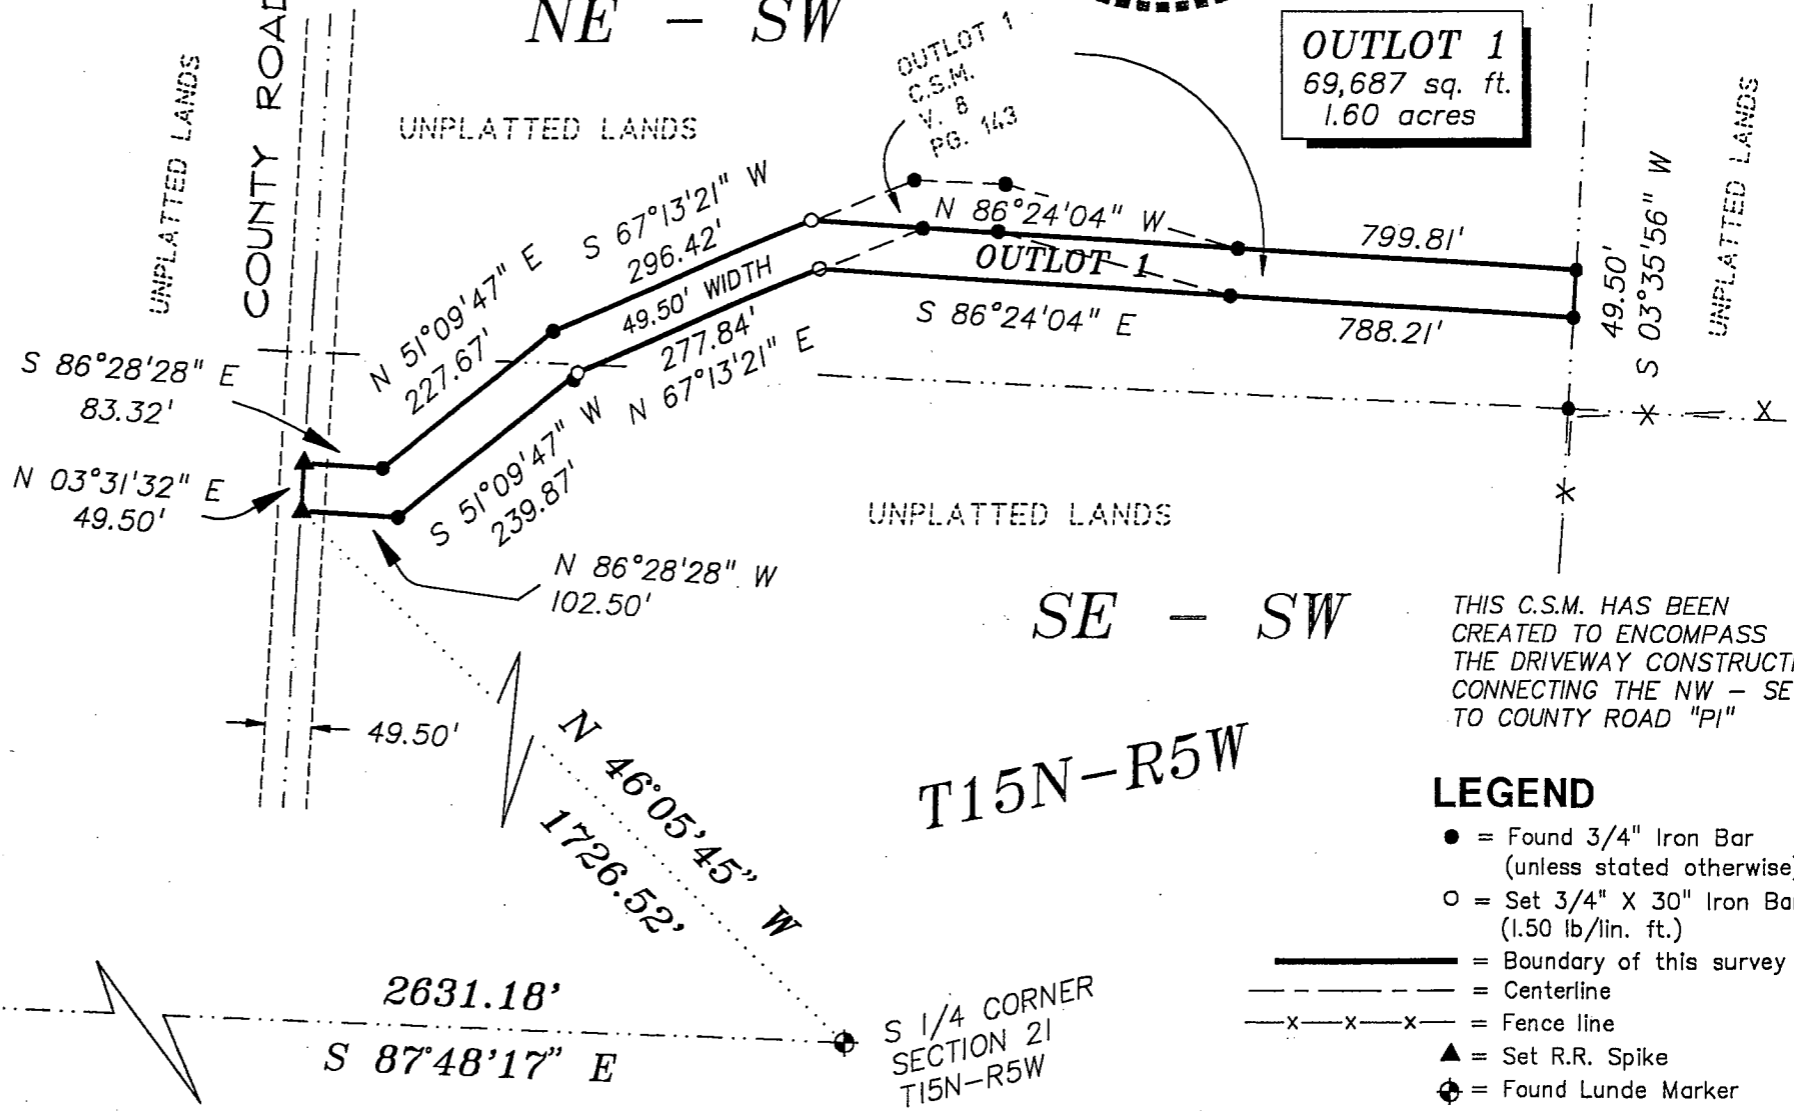 NE - SW
COUNTY ROAD
UNPLATTED LANDS
UNPLATTED LANDS
OUTLOT 1
C.S.M.
V. 8
PG. 143
OUTLOT 1
69,687 sq. ft.
1.60 acres
UNPLATTED LANDS
S 67°13'21" W
296.42'
N 86°24'04" W
799.81'
OUTLOT 1
49.50'
S 03°35'56" W
N 51°09'47" E
227.67'
49.50' WIDTH
277.84'
N 67°13'21" E
S 86°24'04" E
788.21'
S 86°28'28" E
83.32'
N 03°31'32" E
49.50'
S 51°09'47" W
239.87'
N 86°28'28" W
102.50'
UNPLATTED LANDS
SE - SW
THIS C.S.M. HAS BEEN
CREATED TO ENCOMPASS
THE DRIVEWAY CONSTRUCTI
CONNECTING THE NW - SE
TO COUNTY ROAD "PI"
49.50'
N 46°05'45" W
1726.52'
T15N-R5W
2631.18'
S 87°48'17" E
S 1/4 CORNER
SECTION 21
T15N-R5W
LEGEND
= Found 3/4" Iron Bar
(unless stated otherwise)
= Set 3/4" X 30" Iron Bar
(1.50 lb/lin. ft.)
= Boundary of this survey
= Centerline
x x x = Fence line
= Set R.R. Spike
= Found Lunde Marker